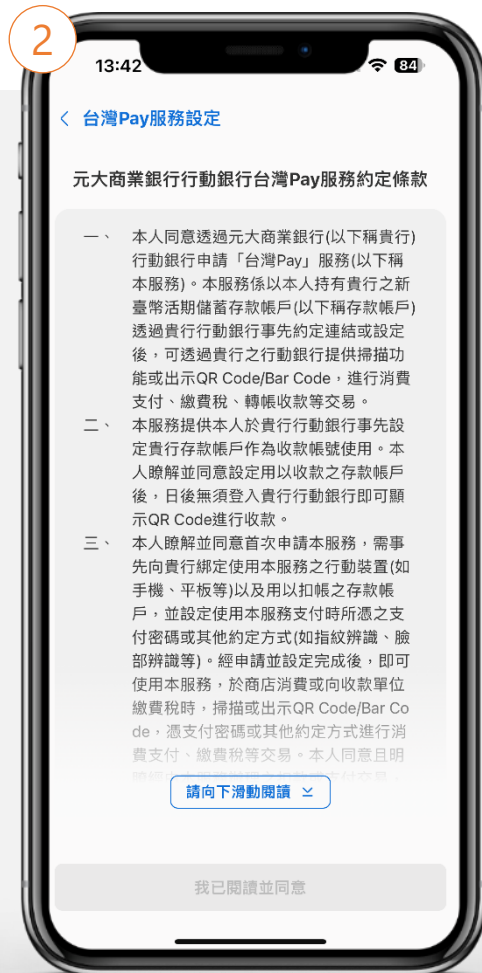 2
13:42
84
台灣Pay服務設定
元大商業銀行行動銀行台灣Pay服務約定條款
一、 本人同意透過元大商業銀行(以下稱貴行)
行動銀行申請「台灣Pay」服務(以下稱
本服務)。本服務係以本人持有貴行之新
臺幣活期儲蓄存款帳戶(以下稱存款帳戶)
透過貴行行動銀行事先約定連結或設定
後，可透過貴行之行動銀行提供掃描功
能或出示QR Code/Bar Code，進行消費
支付、繳費稅、轉帳收款等交易。
二、 本服務提供本人於貴行行動銀行事先設
定貴行存款帳戶作為收款帳號使用。本
人瞭解並同意設定用以收款之存款帳戶
後，日後無須登入貴行行動銀行即可顯
示QR Code進行收款。
三、 本人瞭解並同意首次申請本服務，需事
先向貴行綁定使用本服務之行動裝置(如
手機、平板等)以及用以扣帳之存款帳
戶，並設定使用本服務支付時所憑之支
付密碼或其他約定方式(如指紋辨識、臉
部辨識等)。經申請並設定完成後，即可
使用本服務，於商店消費或向收款單位
繳費稅時，掃描或出示QR Code/Bar Co
de，憑支付密碼或其他約定方式進行消
費支付、繳費稅等交易。本人同意且明
請向下滑動閱讀
我已閱讀並同意